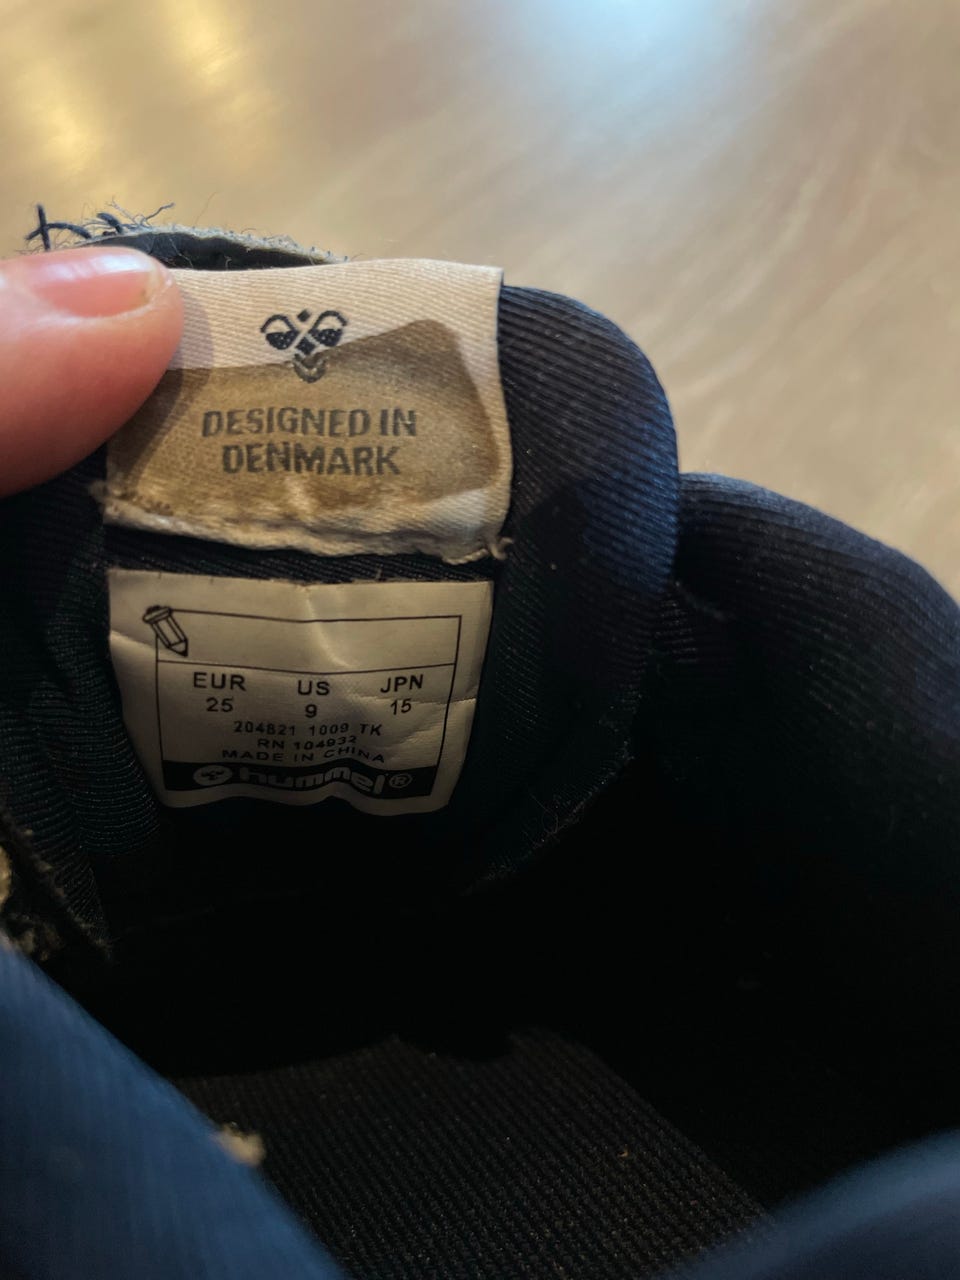 DESIGNED IN
DENMARK
EUR US JPN
25 9 15
204821 1009 TK
RN 104932
MADE IN CHINA
hummel®